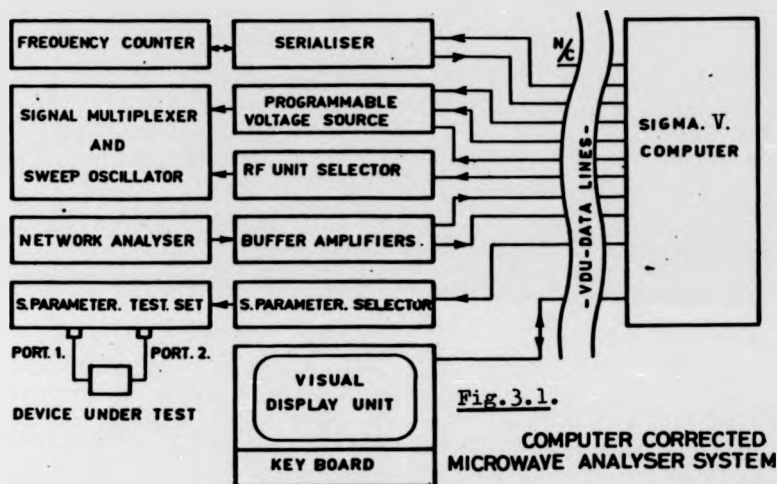 FREQUENCY COUNTER
SERIALISER
N/C
SIGNAL MULTIPLEXER
AND
SWEEP OSCILLATOR
PROGRAMMABLE
VOLTAGE SOURCE
RF UNIT SELECTOR
NETWORK ANALYSER
BUFFER AMPLIFIERS.
S.PARAMETER. TEST. SET
S.PARAMETER. SELECTOR
PORT. 1.
PORT. 2.
DEVICE UNDER TEST
VISUAL
DISPLAY UNIT
KEY BOARD
-VDU-DATA LINES-
SIGMA. V.
COMPUTER
Fig.3.1.
COMPUTER CORRECTED
MICROWAVE ANALYSER SYSTEM